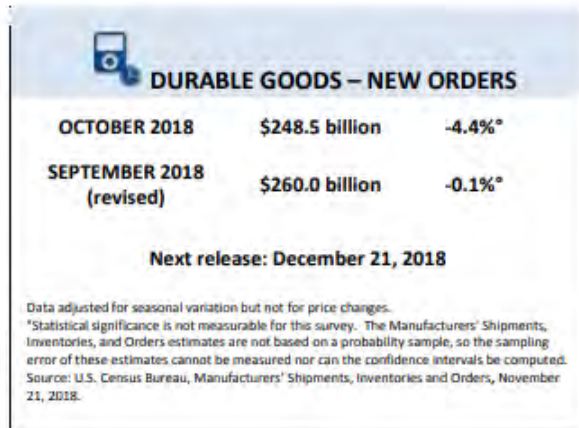 DURABLE GOODS – NEW ORDERS
OCTOBER 2018 $248.5 billion -4.4%°
SEPTEMBER 2018
(revised) $260.0 billion -0.1%°
Next release: December 21, 2018
Data adjusted for seasonal variation but not for price changes.
°Statistical significance is not measurable for this survey. The Manufacturers' Shipments,
Inventories, and Orders estimates are not based on a probability sample, so the sampling
error of these estimates cannot be measured nor can the confidence intervals be computed.
Source: U.S. Census Bureau, Manufacturers' Shipments, Inventories and Orders, November
21, 2018.